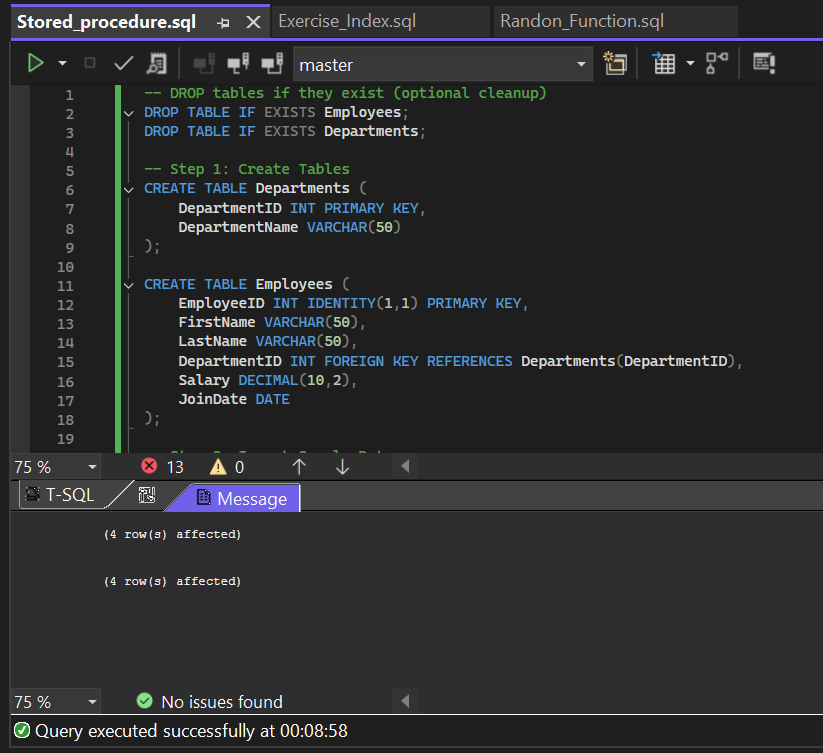 Stored_procedure.sql Exercise_Index.sql Randon_Function.sql
master
1 -- DROP tables if they exist (optional cleanup)
2 DROP TABLE IF EXISTS Employees;
3 DROP TABLE IF EXISTS Departments;
4
5 -- Step 1: Create Tables
6 CREATE TABLE Departments (
7 DepartmentID INT PRIMARY KEY,
8 DepartmentName VARCHAR(50)
9 );
10
11 CREATE TABLE Employees (
12 EmployeeID INT IDENTITY(1,1) PRIMARY KEY,
13 FirstName VARCHAR(50),
14 LastName VARCHAR(50),
15 DepartmentID INT FOREIGN KEY REFERENCES Departments(DepartmentID),
16 Salary DECIMAL(10,2),
17 JoinDate DATE
18 );
19
75 % 13 0
T-SQL Message
(4 row(s) affected)
(4 row(s) affected)
75 % No issues found
Query executed successfully at 00:08:58